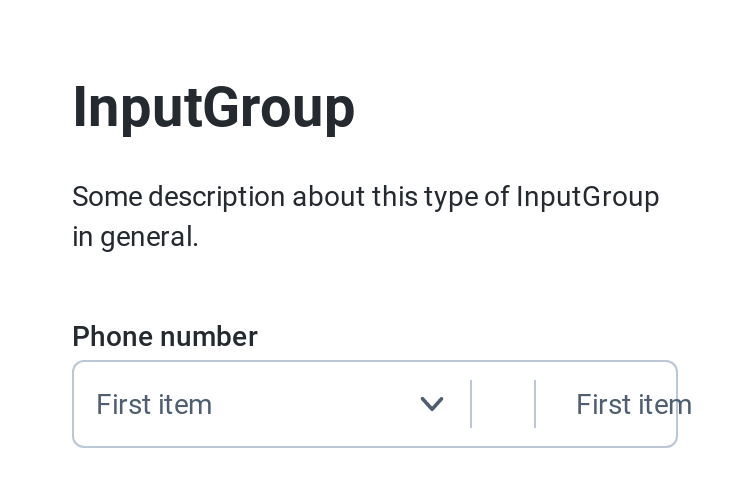 InputGroup
Some description about this type of InputGroup
in general.
Phone number
First item First item